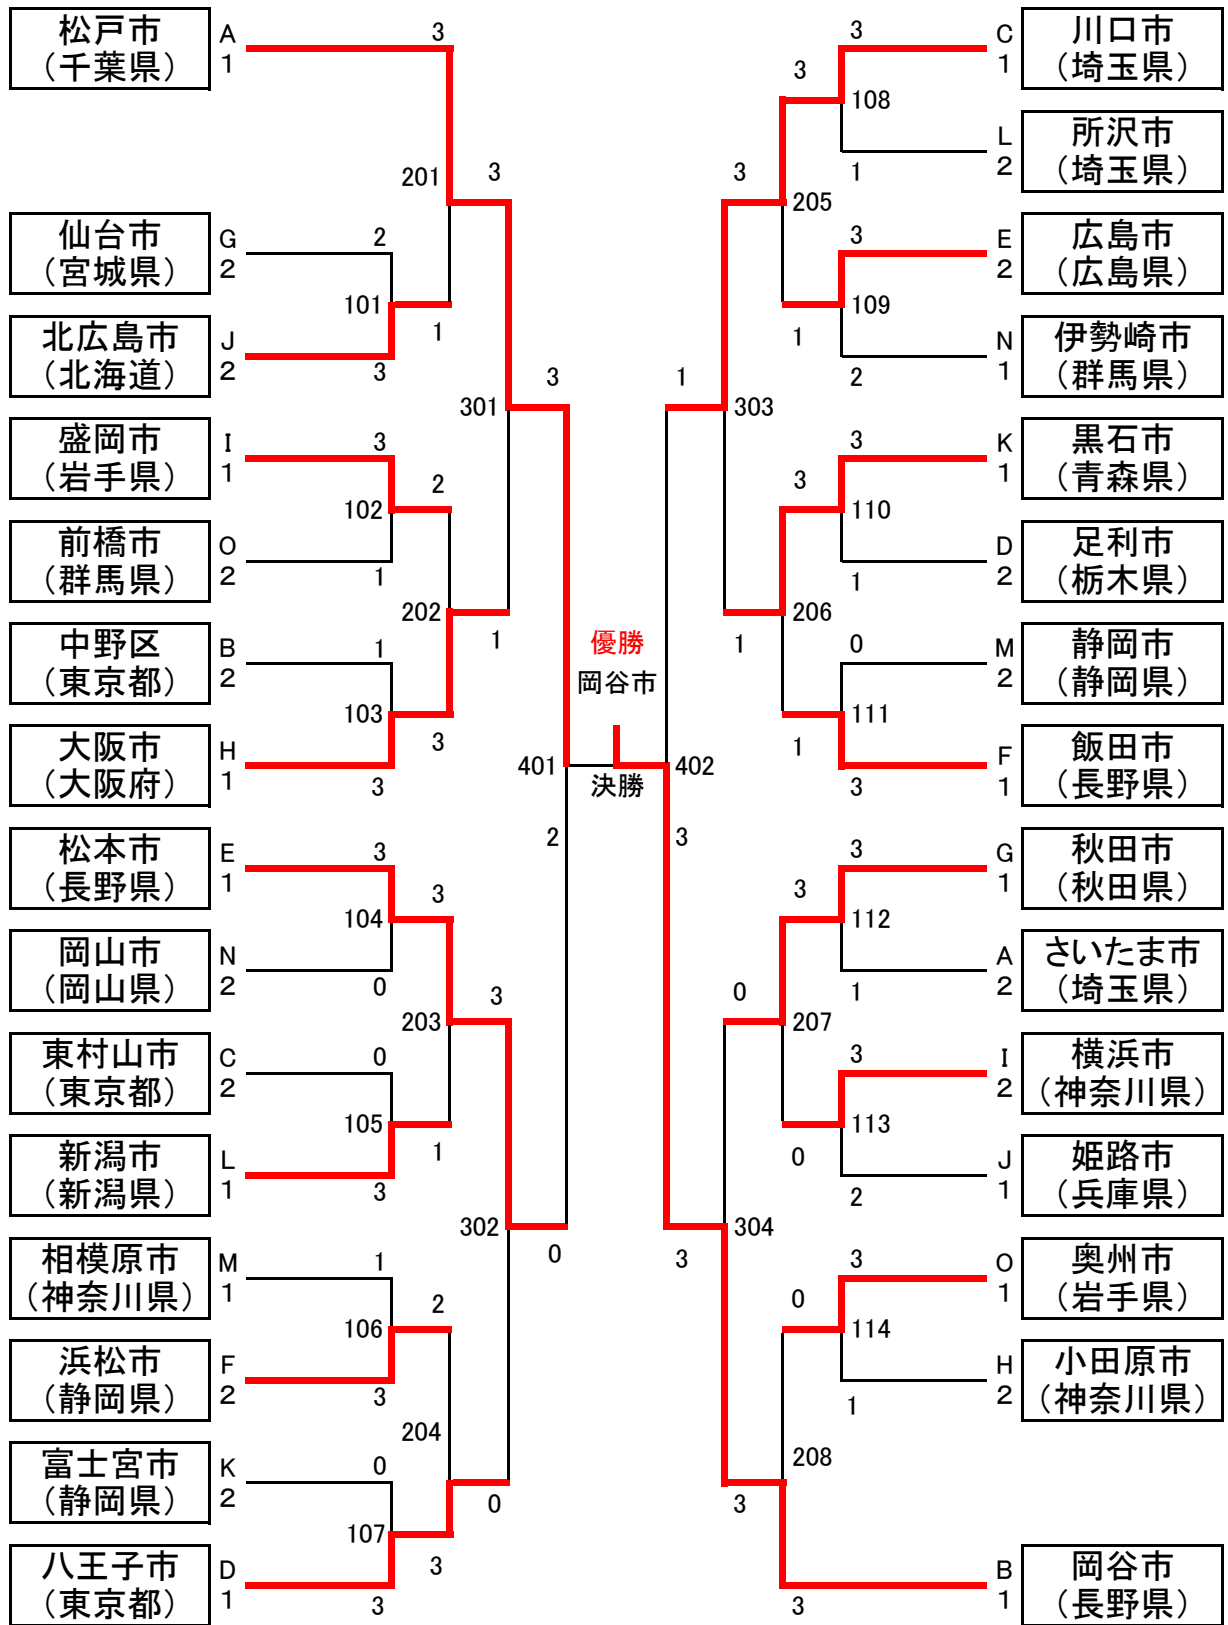 松戸市
（千葉県）
A
1
3
仙台市
（宮城県）
G
2
2
北広島市
（北海道）
J
2
3
101
1
201
3
盛岡市
（岩手県）
I
1
3
前橋市
（群馬県）
O
2
1
102
2
中野区
（東京都）
B
2
1
大阪市
（大阪府）
H
1
3
103
3
202
1
301
3
松本市
（長野県）
E
1
3
岡山市
（岡山県）
N
2
0
104
3
東村山市
（東京都）
C
2
0
新潟市
（新潟県）
L
1
3
105
1
203
3
相模原市
（神奈川県）
M
1
1
浜松市
（静岡県）
F
2
3
106
2
富士宮市
（静岡県）
K
2
0
八王子市
（東京都）
D
1
3
107
3
204
0
302
0
401
2
優勝
岡谷市
決勝
402
3
3
C
1
川口市
（埼玉県）
1
L
2
所沢市
（埼玉県）
108
3
3
E
2
広島市
（広島県）
2
N
1
伊勢崎市
（群馬県）
109
1
205
3
3
K
1
黒石市
（青森県）
1
D
2
足利市
（栃木県）
110
3
0
M
2
静岡市
（静岡県）
3
F
1
飯田市
（長野県）
111
1
206
1
303
1
3
G
1
秋田市
（秋田県）
1
A
2
さいたま市
（埼玉県）
112
3
3
I
2
横浜市
（神奈川県）
2
J
1
姫路市
（兵庫県）
113
0
207
0
3
O
1
奥州市
（岩手県）
1
H
2
小田原市
（神奈川県）
114
0
3
B
1
岡谷市
（長野県）
208
3
304
3